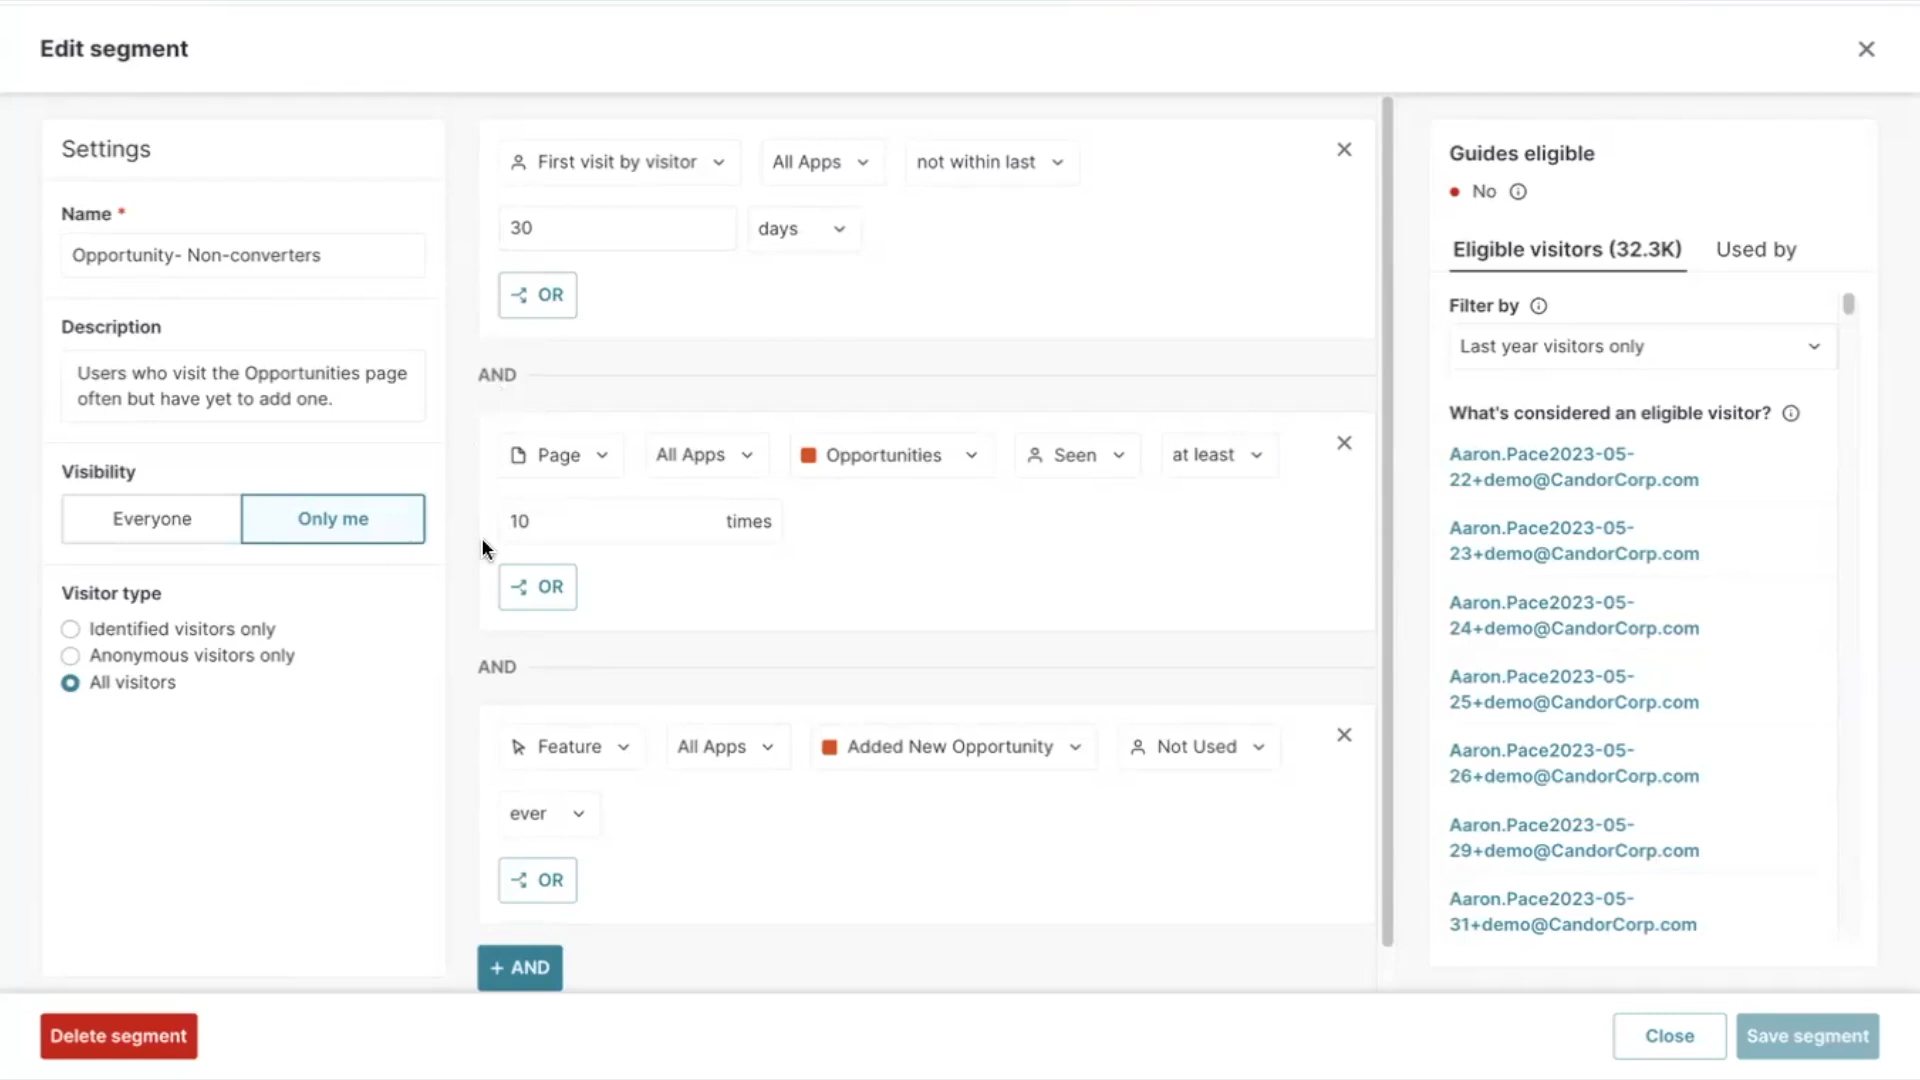 Edit segment
Settings
Name *
Opportunity- Non-converters
Description
Users who visit the Opportunities page
often but have yet to add one.
Visibility
Everyone
Only me
Visitor type
Identified visitors only
Anonymous visitors only
All visitors
First visit by visitor
All Apps
not within last
30
days
OR
AND
Page
All Apps
Opportunities
Seen
at least
10
times
OR
AND
Feature
All Apps
Added New Opportunity
Not Used
ever
OR
+ AND
Guides eligible
No
Eligible visitors (32.3K)
Used by
Filter by
Last year visitors only
What's considered an eligible visitor?
Aaron.Pace2023-05-
22+demo@CandorCorp.com
Aaron.Pace2023-05-
23+demo@CandorCorp.com
Aaron.Pace2023-05-
24+demo@CandorCorp.com
Aaron.Pace2023-05-
25+demo@CandorCorp.com
Aaron.Pace2023-05-
26+demo@CandorCorp.com
Aaron.Pace2023-05-
29+demo@CandorCorp.com
Aaron.Pace2023-05-
31+demo@CandorCorp.com
Delete segment
Close
Save segment